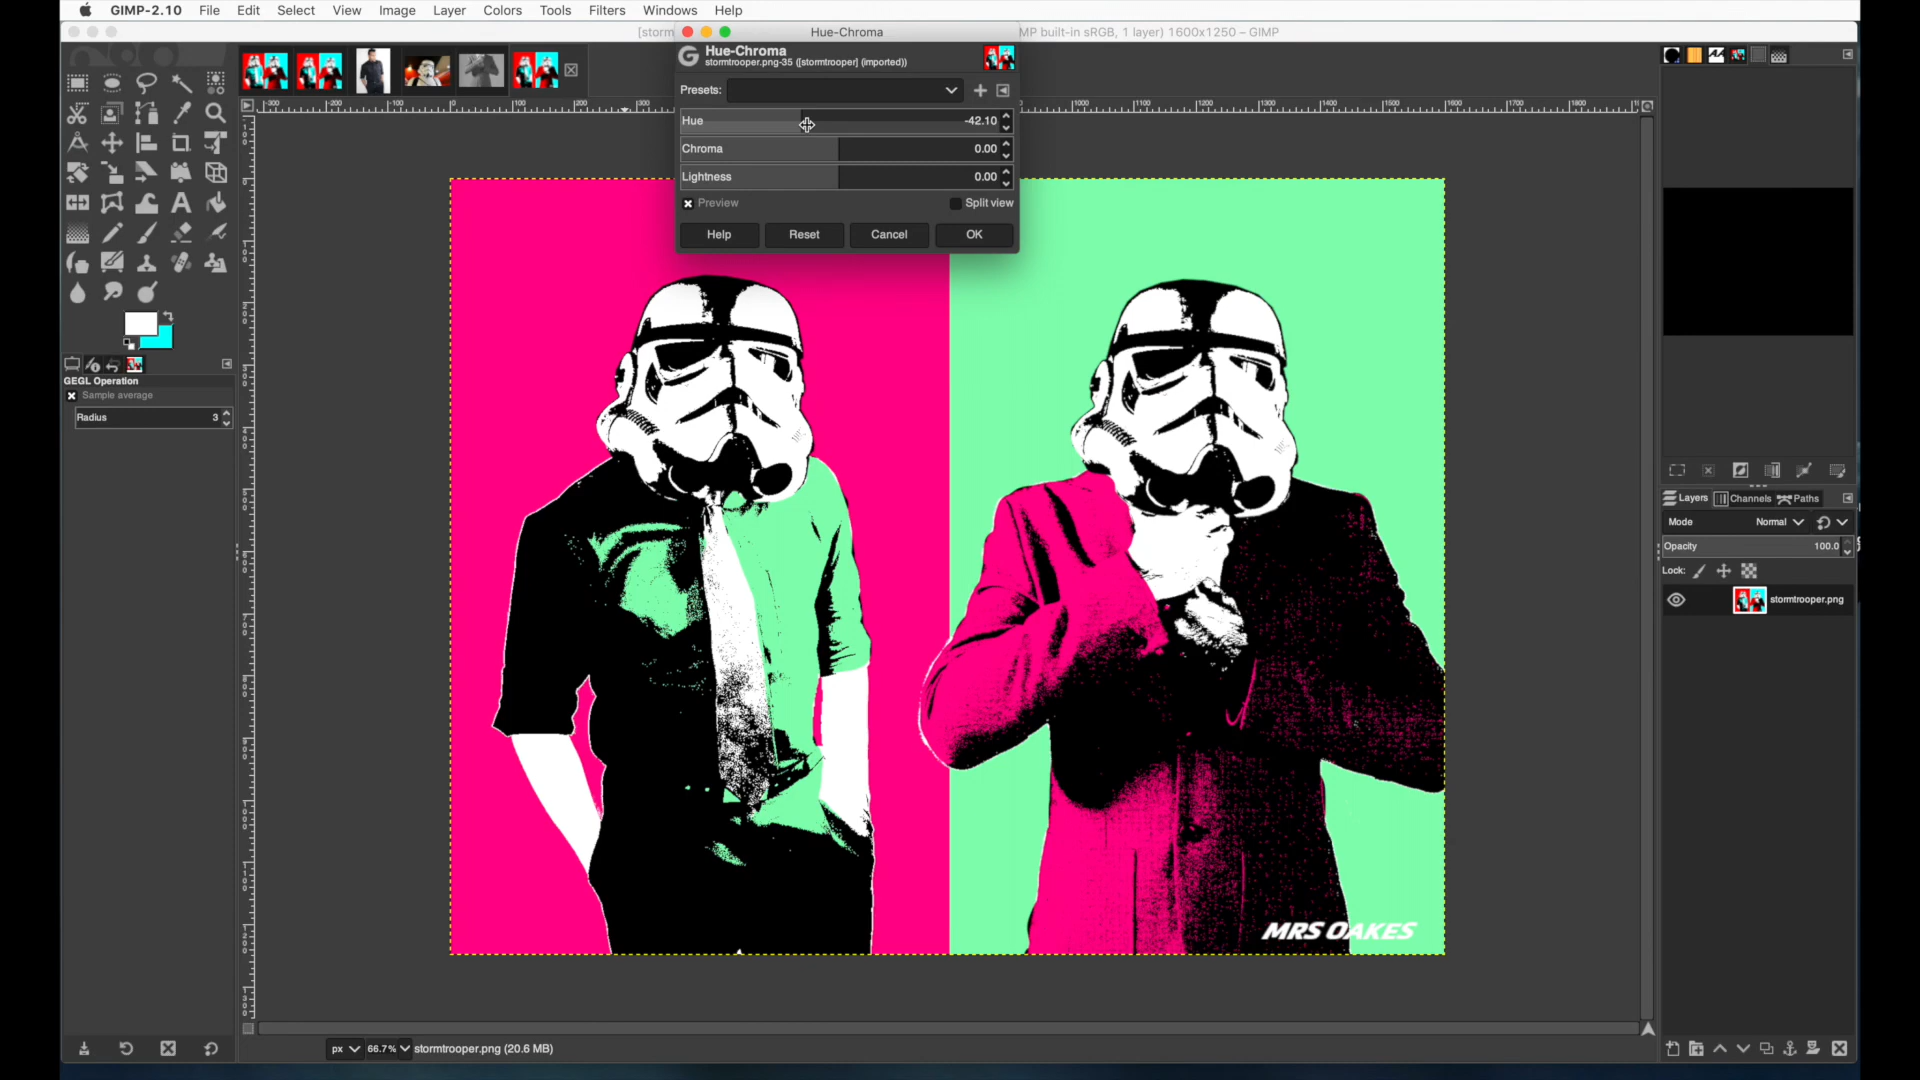 GIMP-2.10 File Edit Select View Image Layer Colors Tools Filters Windows Help
[storm
Hue-Chroma
MP built-in sRGB, 1 layer) 1600x1250 – GIMP
Hue-Chroma
stormtrooper.png-35 ([stormtrooper] (imported))
Presets:
Hue -42.10
Chroma 0.00
Lightness 0.00
Preview Split view
Help Reset Cancel OK
GEGL Operation
Sample average
Radius 3
Layers Channels Paths
Mode Normal
Opacity 100.0
Lock:
stormtrooper.png
MRS OAKES
px 66.7% stormtrooper.png (20.6 MB)